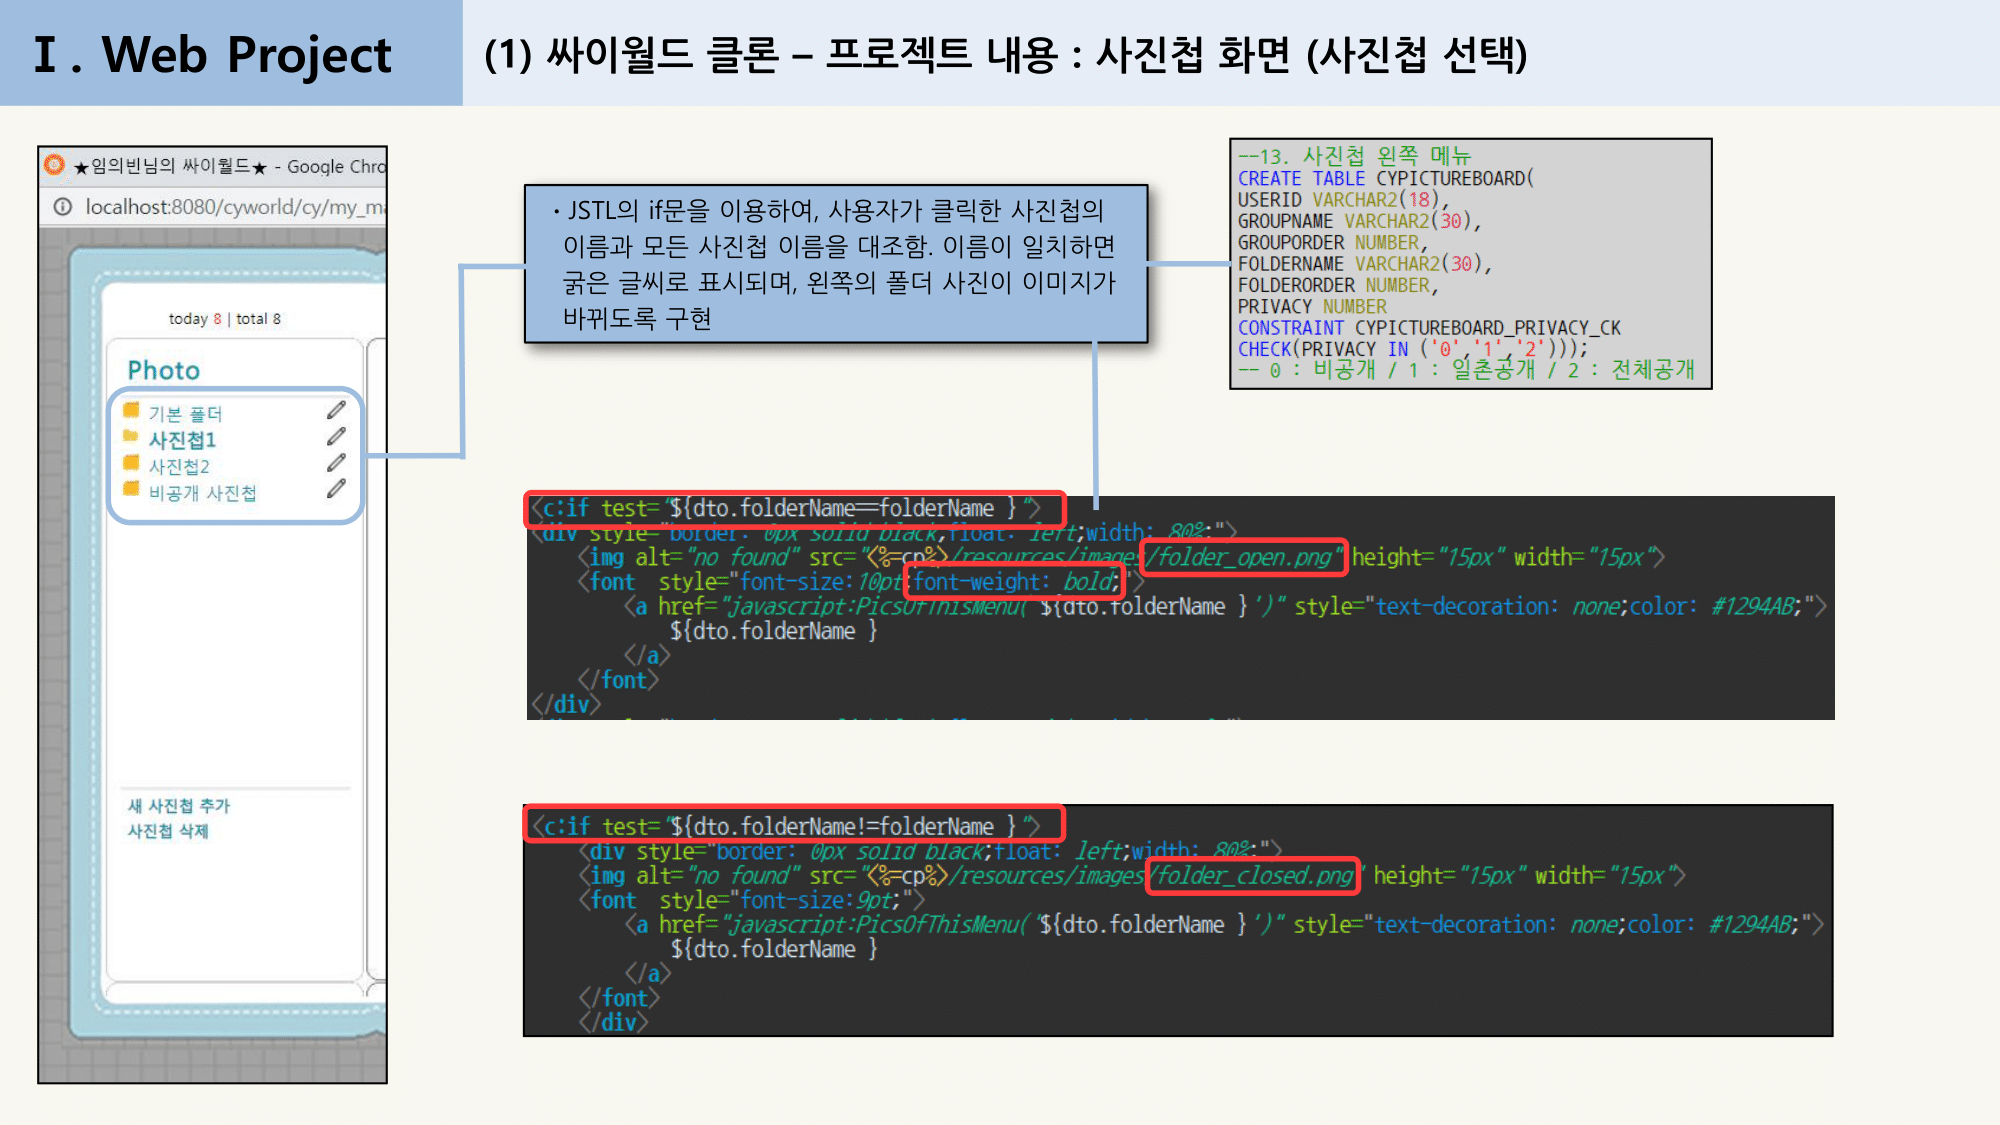 Ⅰ. Web Project
(1) 싸이월드 클론 – 프로젝트 내용 : 사진첩 화면 (사진첩 선택)
★임의빈님의 싸이월드★ - Google Chro
localhost:8080/cyworld/cy/my_ma
today 8 | total 8
Photo
기본 폴더
사진첩1
사진첩2
비공개 사진첩
새 사진첩 추가
사진첩 삭제
· JSTL의 if문을 이용하여, 사용자가 클릭한 사진첩의
이름과 모든 사진첩 이름을 대조함. 이름이 일치하면
굵은 글씨로 표시되며, 왼쪽의 폴더 사진이 이미지가
바뀌도록 구현
--13. 사진첩 왼쪽 메뉴
CREATE TABLE CYPICTUREBOARD(
USERID VARCHAR2(18),
GROUPNAME VARCHAR2(30),
GROUPORDER NUMBER,
FOLDERNAME VARCHAR2(30),
FOLDERORDER NUMBER,
PRIVACY NUMBER
CONSTRAINT CYPICTUREBOARD_PRIVACY_CK
CHECK(PRIVACY IN ('0','1','2')));
-- 0 : 비공개 / 1 : 일촌공개 / 2 : 전체공개
<c:if test="${dto.folderName==folderName }">
<div style="border: 0px solid black;float: left;width: 80%;">
<img alt="no found" src="<%=cp%>/resources/images/folder_open.png" height="15px" width="15px">
<font style="font-size:10pt;font-weight: bold;">
<a href="javascript:PicsOfThisMenu('${dto.folderName }')" style="text-decoration: none;color: #1294AB;">
${dto.folderName }
</a>
</font>
</div>
<c:if test="${dto.folderName!=folderName }">
<div style="border: 0px solid black;float: left;width: 80%;">
<img alt="no found" src="<%=cp%>/resources/images/folder_closed.png" height="15px" width="15px">
<font style="font-size:9pt;">
<a href="javascript:PicsOfThisMenu('${dto.folderName }')" style="text-decoration: none;color: #1294AB;">
${dto.folderName }
</a>
</font>
</div>